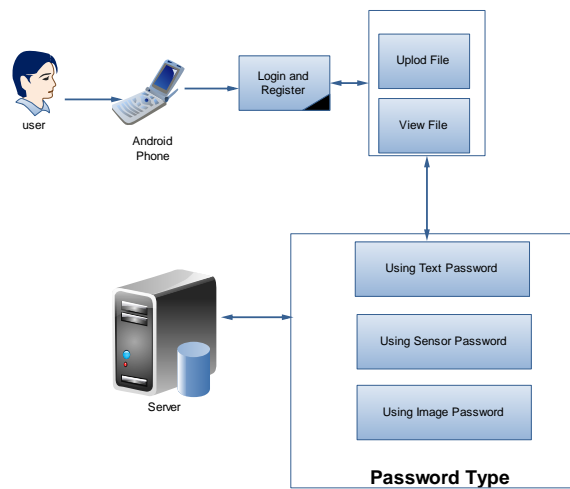 user
Android
Phone
Login and
Register
Uplod File
View File
Using Text Password
Using Sensor Password
Using Image Password
Server
Password Type